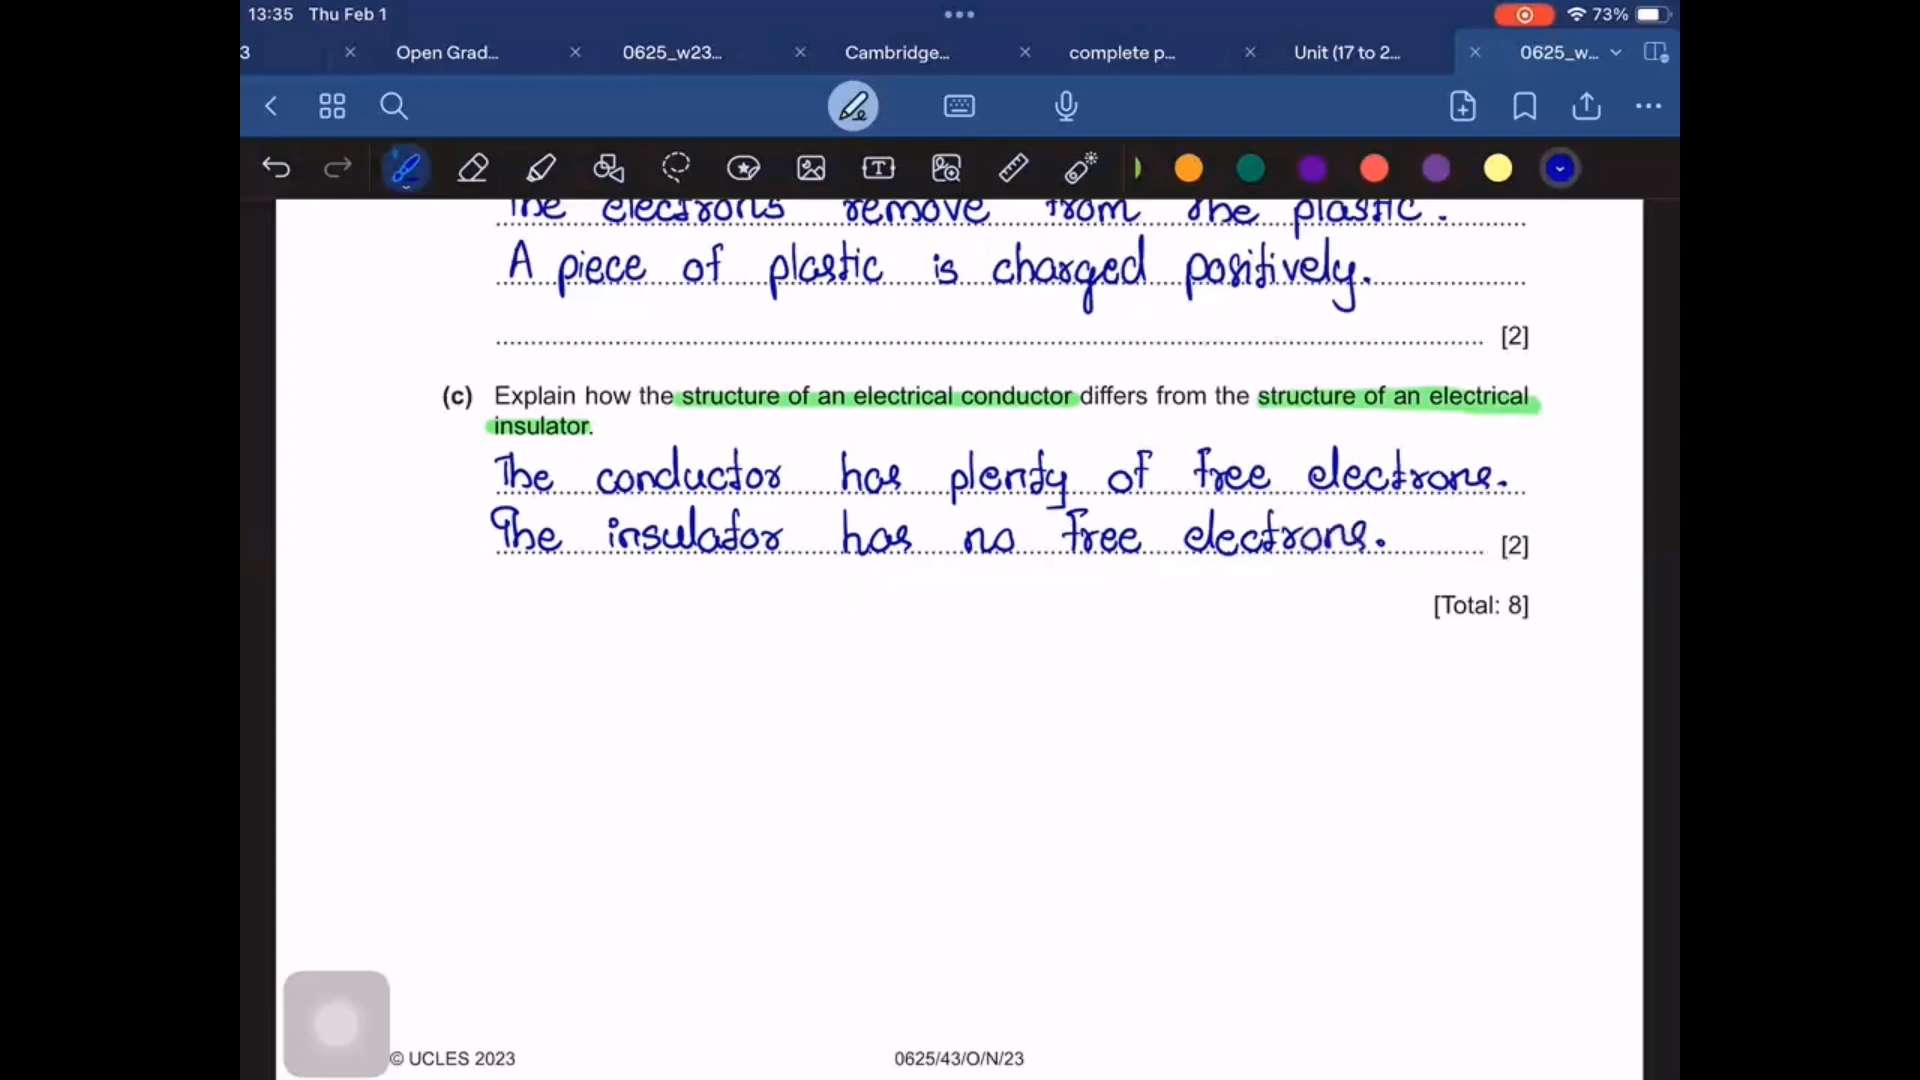 13:35 Thu Feb 1 73%
3 Open Grad... 0625_w23... Cambridge... complete p... Unit (17 to 2... 0625_w...
The electrons remove from the plastic.
A piece of plastic is charged positively.
[2]
(c) Explain how the structure of an electrical conductor differs from the structure of an electrical
insulator.
The conductor has plenty of free electrons.
The insulator has no free electrons. [2]
[Total: 8]
© UCLES 2023 0625/43/O/N/23